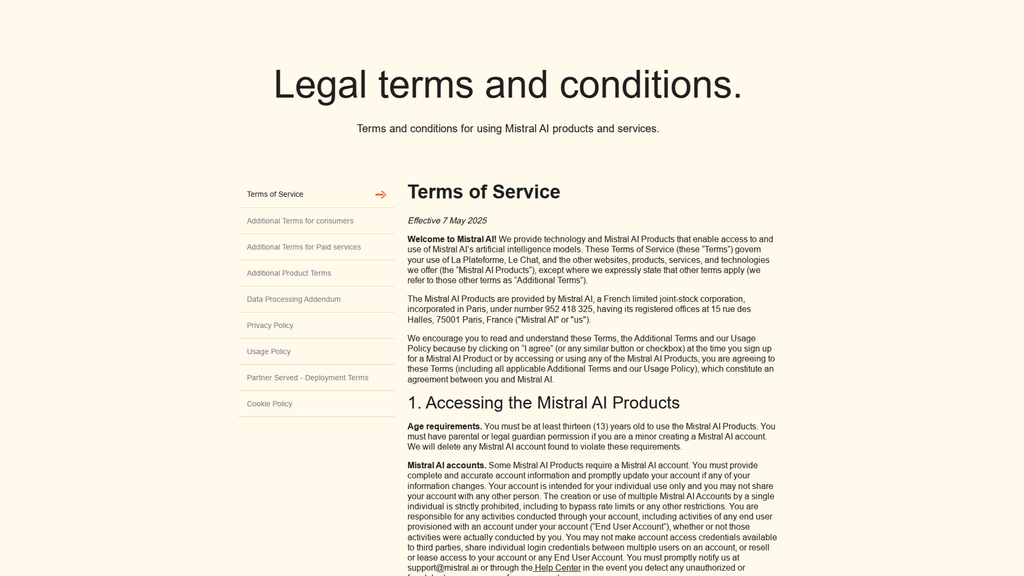 Legal terms and conditions.
Terms and conditions for using Mistral AI products and services.
Terms of Service
Additional Terms for consumers
Additional Terms for Paid services
Additional Product Terms
Data Processing Addendum
Privacy Policy
Usage Policy
Partner Served - Deployment Terms
Cookie Policy
Terms of Service
Effective 7 May 2025
Welcome to Mistral AI! We provide technology and Mistral AI Products that enable access to and
use of Mistral AI's artificial intelligence models. These Terms of Service (these "Terms") govern
your use of La Plateforme, Le Chat, and the other websites, products, services, and technologies
we offer (the "Mistral AI Products"), except where we expressly state that other terms apply (we
refer to those other terms as "Additional Terms").
The Mistral AI Products are provided by Mistral AI, a French limited joint-stock corporation,
incorporated in Paris, under number 952 418 325, having its registered offices at 15 rue des
Halles, 75001 Paris, France ("Mistral AI" or "us").
We encourage you to read and understand these Terms, the Additional Terms and our Usage
Policy because by clicking on "I agree" (or any similar button or checkbox) at the time you sign up
for a Mistral AI Product or by accessing or using any of the Mistral AI Products, you are agreeing to
these Terms (including all applicable Additional Terms and our Usage Policy), which constitute an
agreement between you and Mistral AI.
1. Accessing the Mistral AI Products
Age requirements. You must be at least thirteen (13) years old to use the Mistral AI Products. You
must have parental or legal guardian permission if you are a minor creating a Mistral AI account.
We will delete any Mistral AI account found to violate these requirements.
Mistral AI accounts. Some Mistral AI Products require a Mistral AI account. You must provide
complete and accurate account information and promptly update your account if any of your
information changes. Your account is intended for your individual use only and you may not share
your account with any other person. The creation or use of multiple Mistral AI Accounts by a single
individual is strictly prohibited, including to bypass rate limits or any other restrictions. You are
responsible for any activities conducted through your account, including activities of any end user
provisioned with an account under your account ("End User Account"), whether or not those
activities were actually conducted by you. You may not make account access credentials available
to third parties, share individual login credentials between multiple users on an account, or resell
or lease access to your account or any End User Account. You must promptly notify us at
support@mistral.ai or through the Help Center in the event you detect any unauthorized or